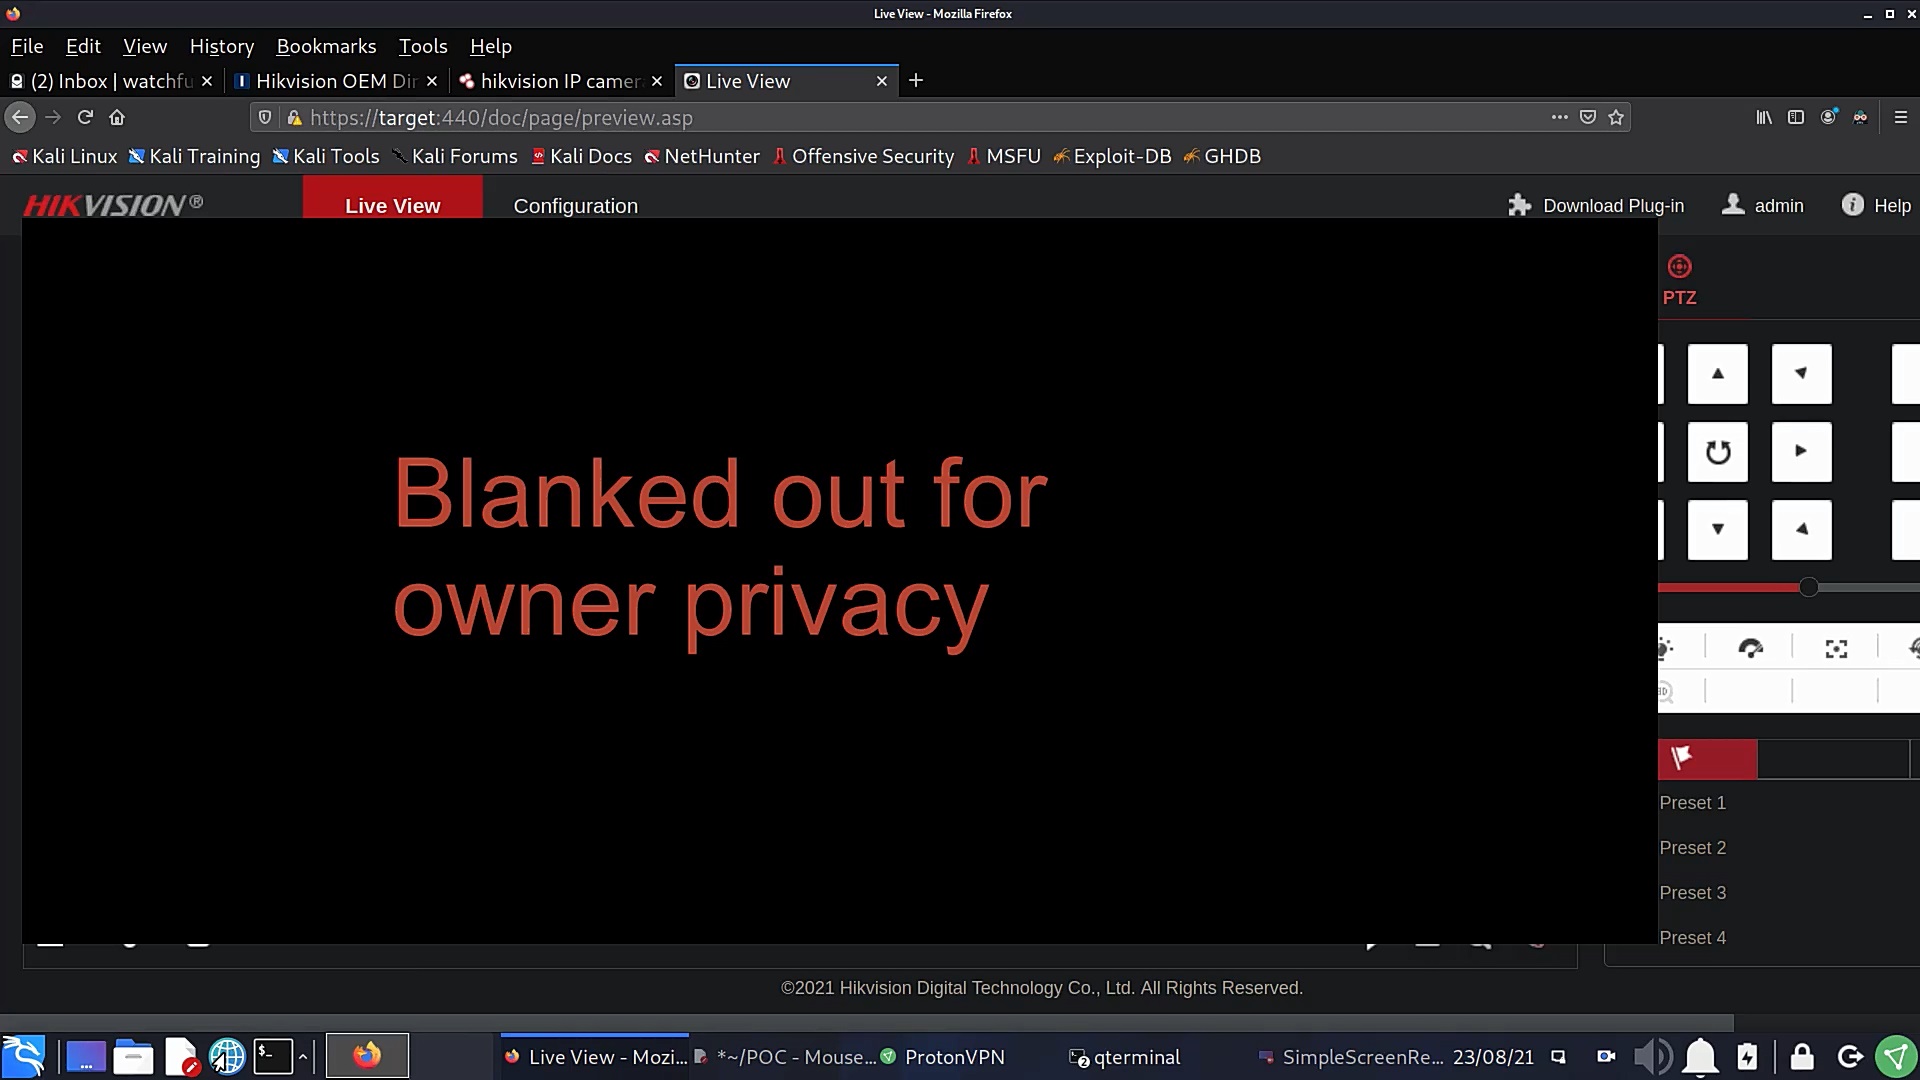 Live View - Mozilla Firefox
File Edit View History Bookmarks Tools Help
(2) Inbox | watchfu
Hikvision OEM Dir
hikvision IP camer
Live View
https://target:440/doc/page/preview.asp
Kali Linux Kali Training Kali Tools Kali Forums Kali Docs NetHunter Offensive Security MSFU Exploit-DB GHDB
HIKVISION® Live View Configuration Download Plug-in admin Help
PTZ
Blanked out for
owner privacy
Preset 1
Preset 2
Preset 3
Preset 4
©2021 Hikvision Digital Technology Co., Ltd. All Rights Reserved.
Live View - Mozi... *~/POC - Mouse... ProtonVPN qterminal SimpleScreenRe... 23/08/21